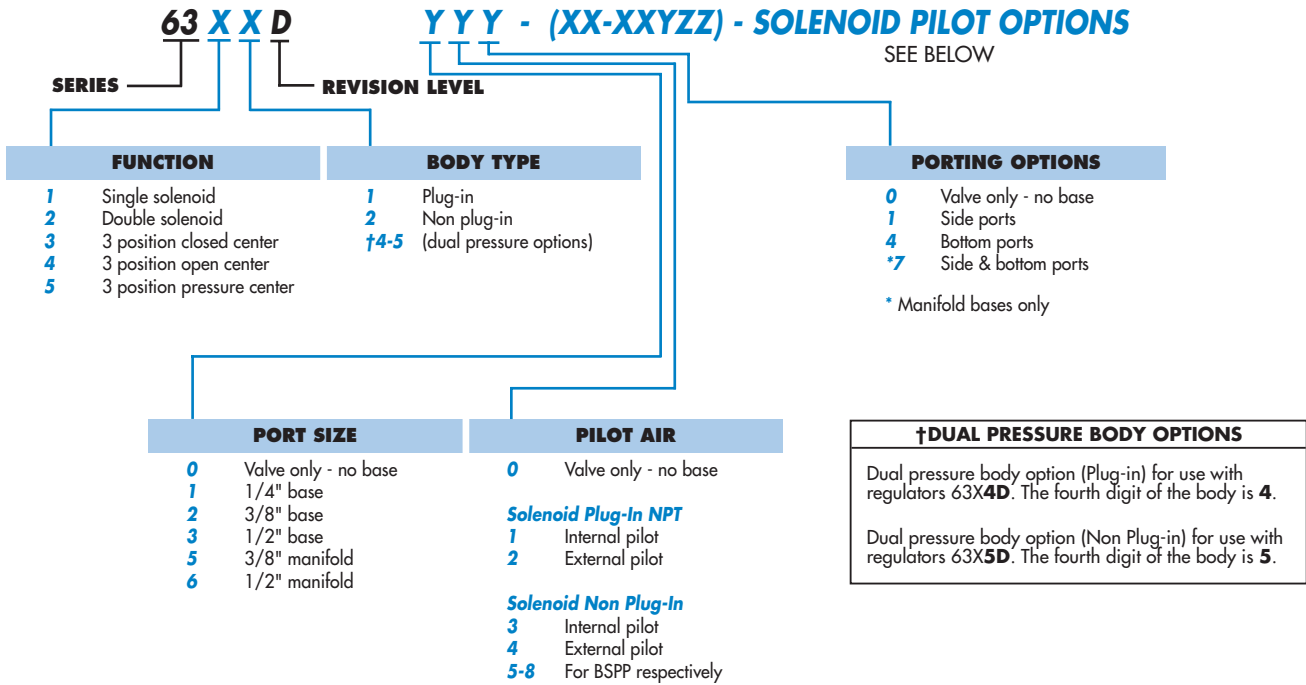 63 X X D Y Y Y - (XX-XXYZZ) - SOLENOID PILOT OPTIONS
SEE BELOW
SERIES
REVISION LEVEL
FUNCTION
1 Single solenoid
2 Double solenoid
3 3 position closed center
4 3 position open center
5 3 position pressure center
BODY TYPE
1 Plug-in
2 Non plug-in
†4-5 (dual pressure options)
PORTING OPTIONS
0 Valve only - no base
1 Side ports
4 Bottom ports
*7 Side & bottom ports
* Manifold bases only
PORT SIZE
0 Valve only - no base
1 1/4" base
2 3/8" base
3 1/2" base
5 3/8" manifold
6 1/2" manifold
PILOT AIR
0 Valve only - no base
Solenoid Plug-In NPT
1 Internal pilot
2 External pilot
Solenoid Non Plug-In
3 Internal pilot
4 External pilot
5-8 For BSPP respectively
†DUAL PRESSURE BODY OPTIONS
Dual pressure body option (Plug-in) for use with
regulators 63X4D. The fourth digit of the body is 4.
Dual pressure body option (Non Plug-in) for use with
regulators 63X5D. The fourth digit of the body is 5.